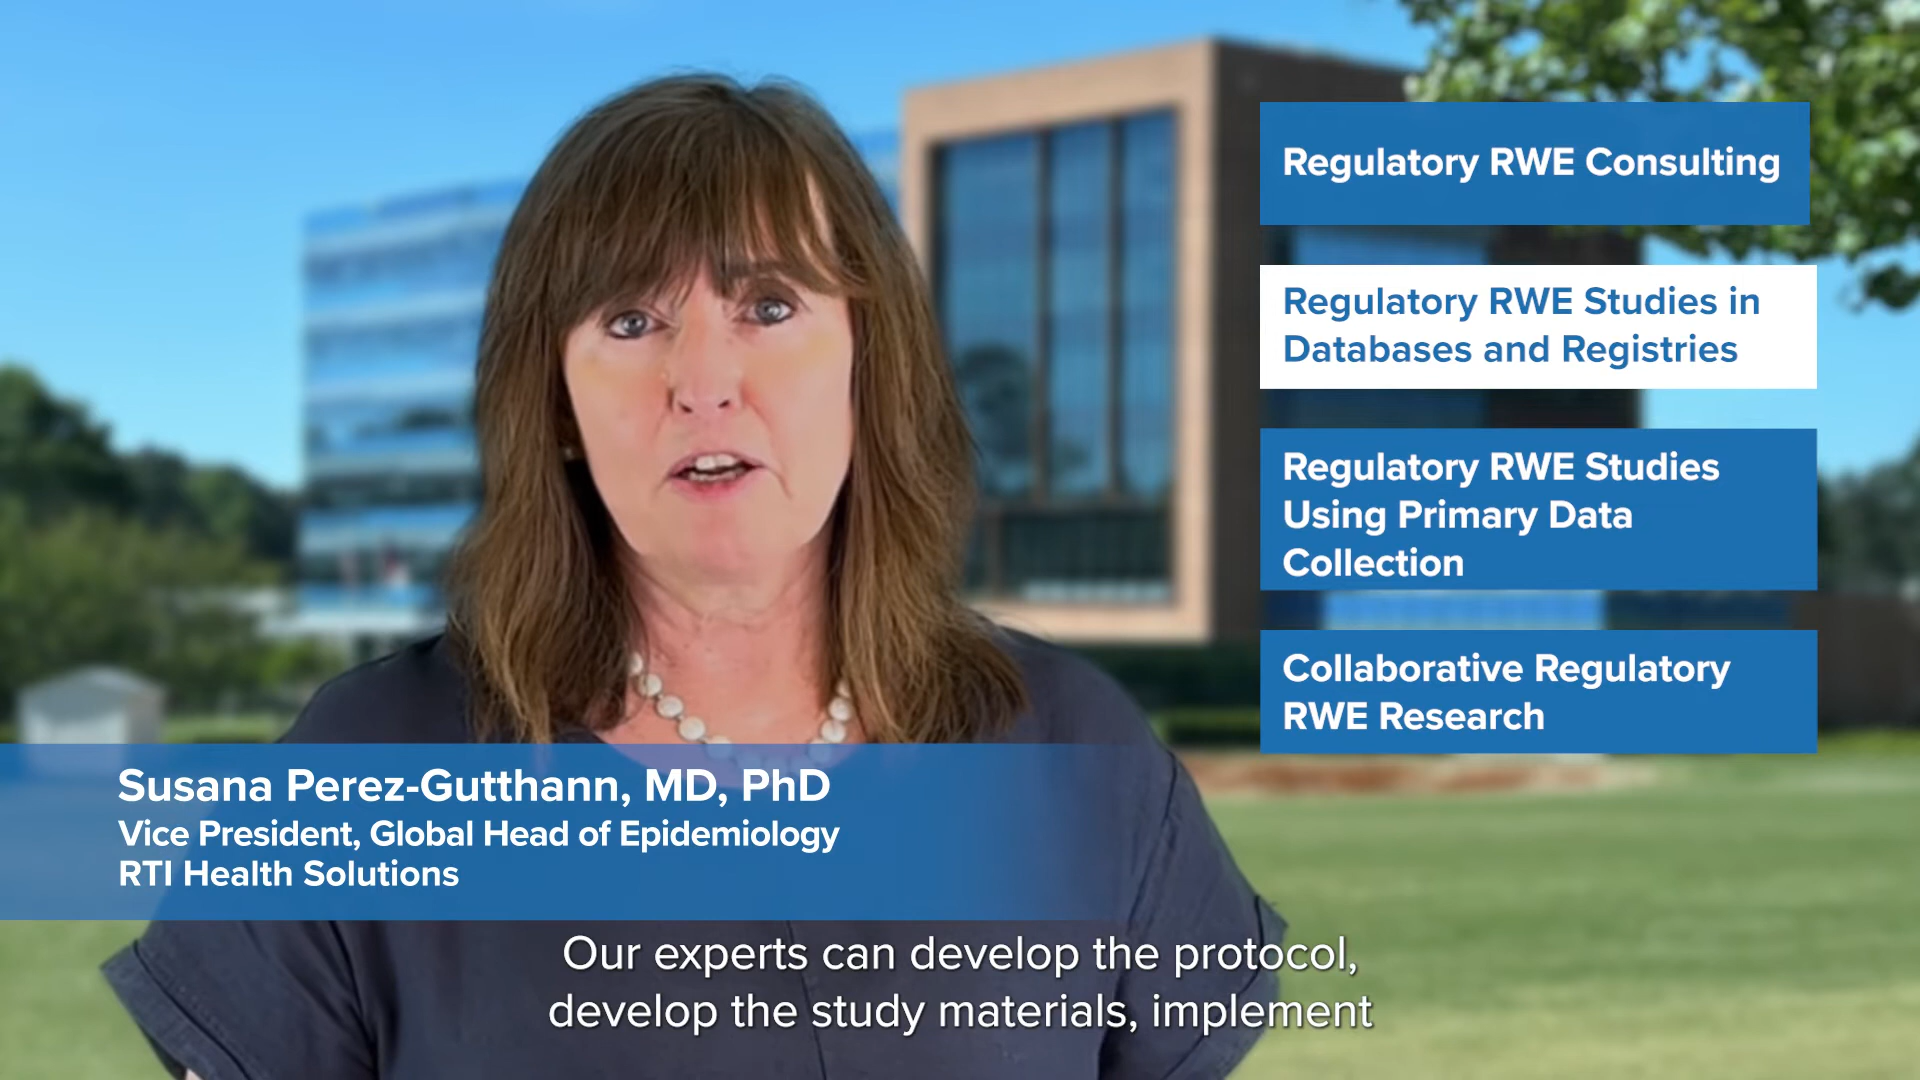 Regulatory RWE Consulting
Regulatory RWE Studies in
Databases and Registries
Regulatory RWE Studies
Using Primary Data
Collection
Collaborative Regulatory
RWE Research
Susana Perez-Gutthann, MD, PhD
Vice President, Global Head of Epidemiology
RTI Health Solutions
Our experts can develop the protocol,
develop the study materials, implement